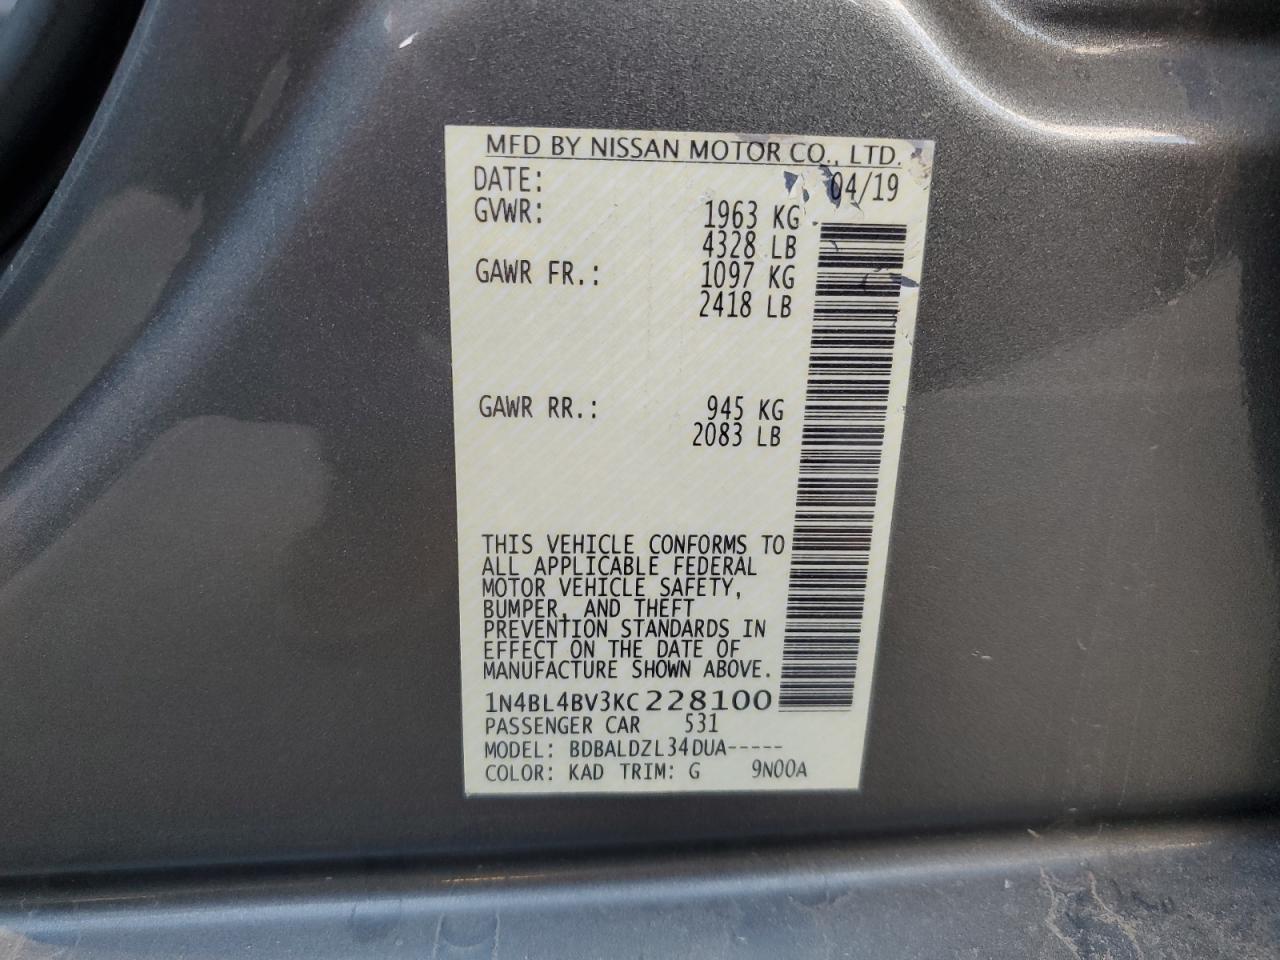 MFD BY NISSAN MOTOR CO., LTD.
DATE: 04/19
GVWR: 1963 KG
4328 LB
GAWR FR.: 1097 KG
2418 LB
GAWR RR.: 945 KG
2083 LB
THIS VEHICLE CONFORMS TO
ALL APPLICABLE FEDERAL
MOTOR VEHICLE SAFETY,
BUMPER, AND THEFT
PREVENTION STANDARDS IN
EFFECT ON THE DATE OF
MANUFACTURE SHOWN ABOVE.
1N4BL4BV3KC228100
PASSENGER CAR 531
MODEL: BDBALDZL34DUA-----
COLOR: KAD TRIM: G 9N00A